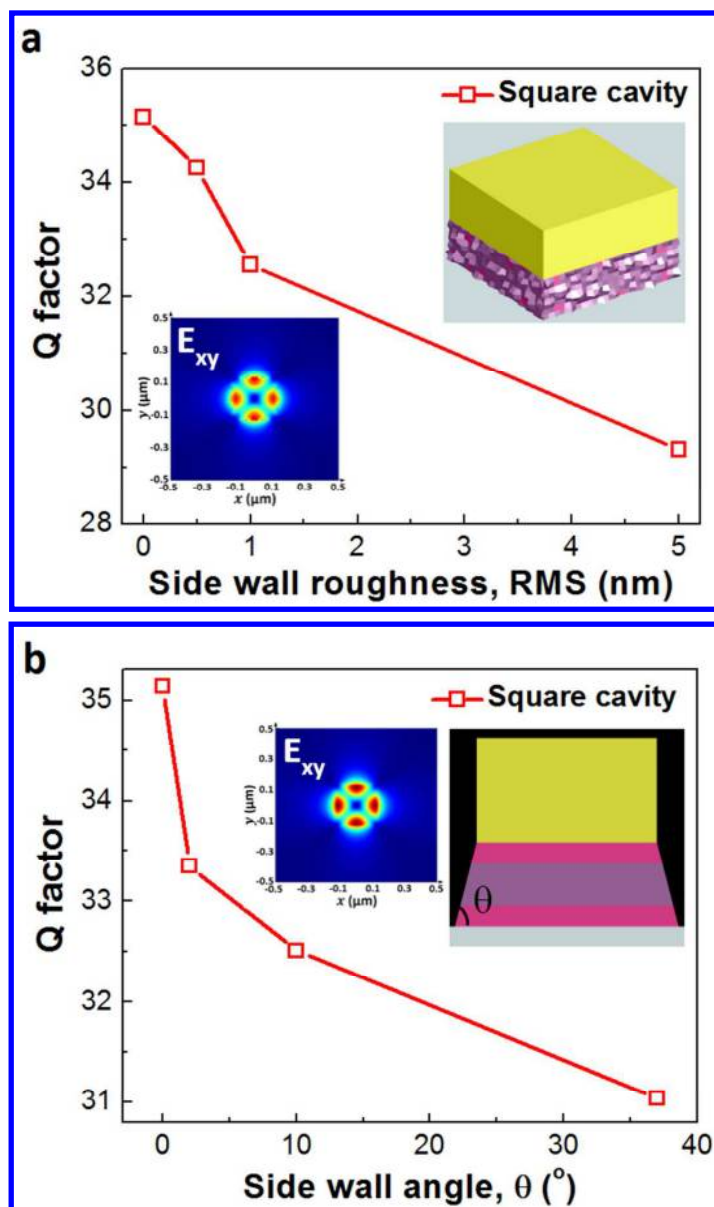 a
36
34
32
30
28
Q factor
Square cavity
E_xy
0.5
0.3
0.1
-0.1
-0.3
-0.5
y (μm)
-0.5 -0.3 -0.1 0.1 0.3 0.5
x (μm)
0 1 2 3 4 5
Side wall roughness, RMS (nm)
b
35
34
33
32
31
Q factor
Square cavity
E_xy
0.5
0.3
0.1
-0.1
-0.3
-0.5
y (μm)
-0.5 -0.3 -0.1 0.1 0.3 0.5
x (μm)
θ
0 10 20 30 40
Side wall angle, θ (°)